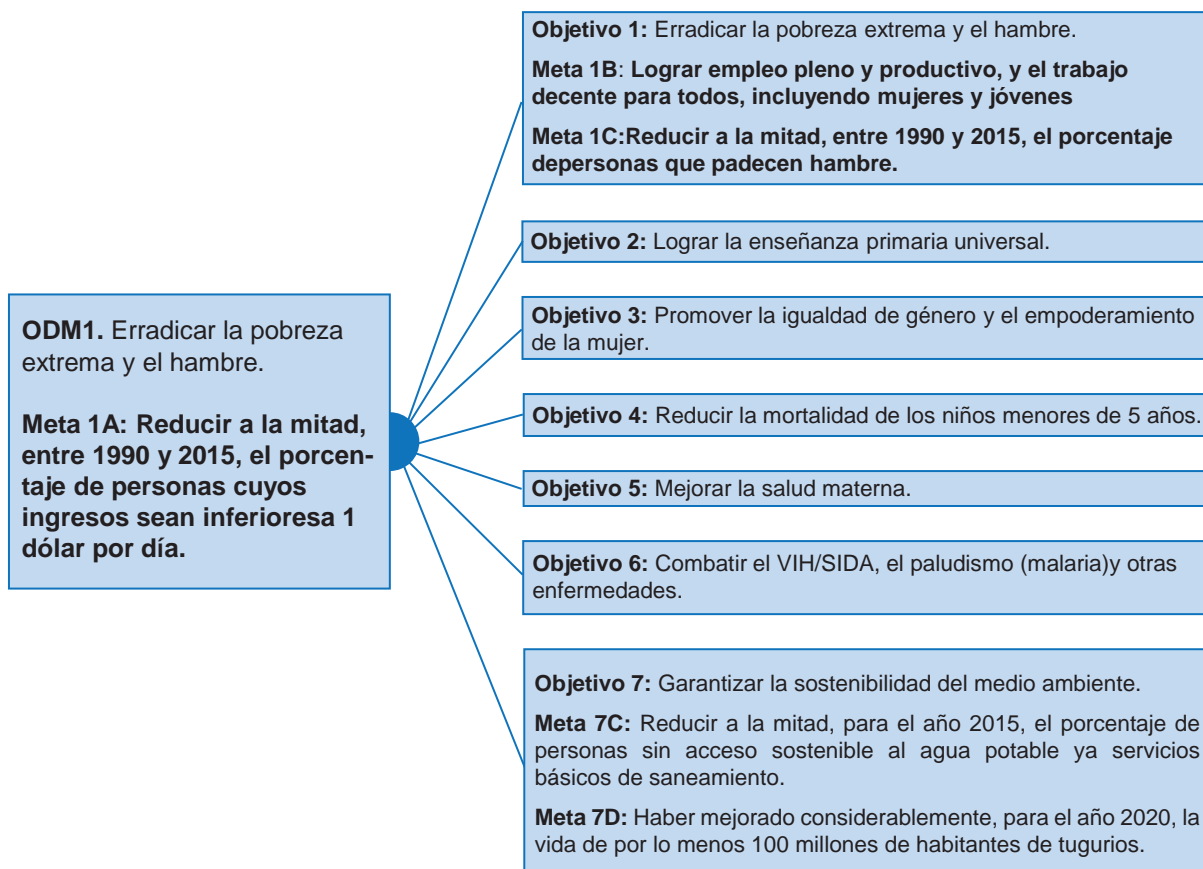 ODM1. Erradicar la pobreza
extrema y el hambre.
Meta 1A: Reducir a la mitad,
entre 1990 y 2015, el porcen-
taje de personas cuyos
ingresos sean inferioresa 1
dólar por día.
Objetivo 1: Erradicar la pobreza extrema y el hambre.
Meta 1B: Lograr empleo pleno y productivo, y el trabajo
decente para todos, incluyendo mujeres y jóvenes
Meta 1C:Reducir a la mitad, entre 1990 y 2015, el porcentaje
depersonas que padecen hambre.
Objetivo 2: Lograr la enseñanza primaria universal.
Objetivo 3: Promover la igualdad de género y el empoderamiento
de la mujer.
Objetivo 4: Reducir la mortalidad de los niños menores de 5 años.
Objetivo 5: Mejorar la salud materna.
Objetivo 6: Combatir el VIH/SIDA, el paludismo (malaria)y otras
enfermedades.
Objetivo 7: Garantizar la sostenibilidad del medio ambiente.
Meta 7C: Reducir a la mitad, para el año 2015, el porcentaje de
personas sin acceso sostenible al agua potable ya servicios
básicos de saneamiento.
Meta 7D: Haber mejorado considerablemente, para el año 2020, la
vida de por lo menos 100 millones de habitantes de tugurios.